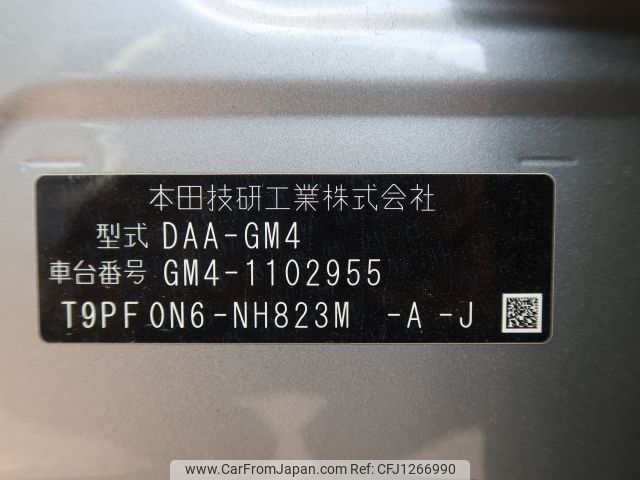 本田技研工業株式会社
型式 DAA-GM4
車台番号 GM4-1102955
T9PF0N6-NH823M -A -J
www.CarFromJapan.com CFJ1266990